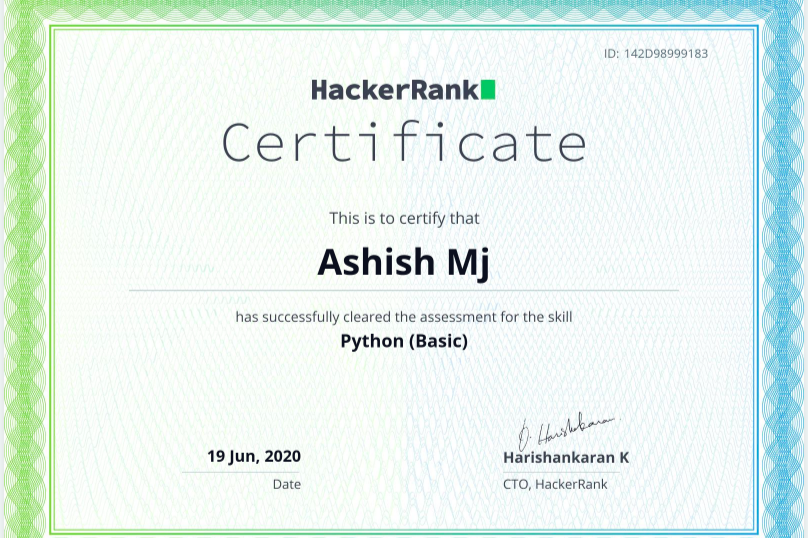 ID: 142D98999183
HackerRank
Certificate
This is to certify that
Ashish Mj
has successfully cleared the assessment for the skill
Python (Basic)
19 Jun, 2020
Date
Harishankaran K
CTO, HackerRank